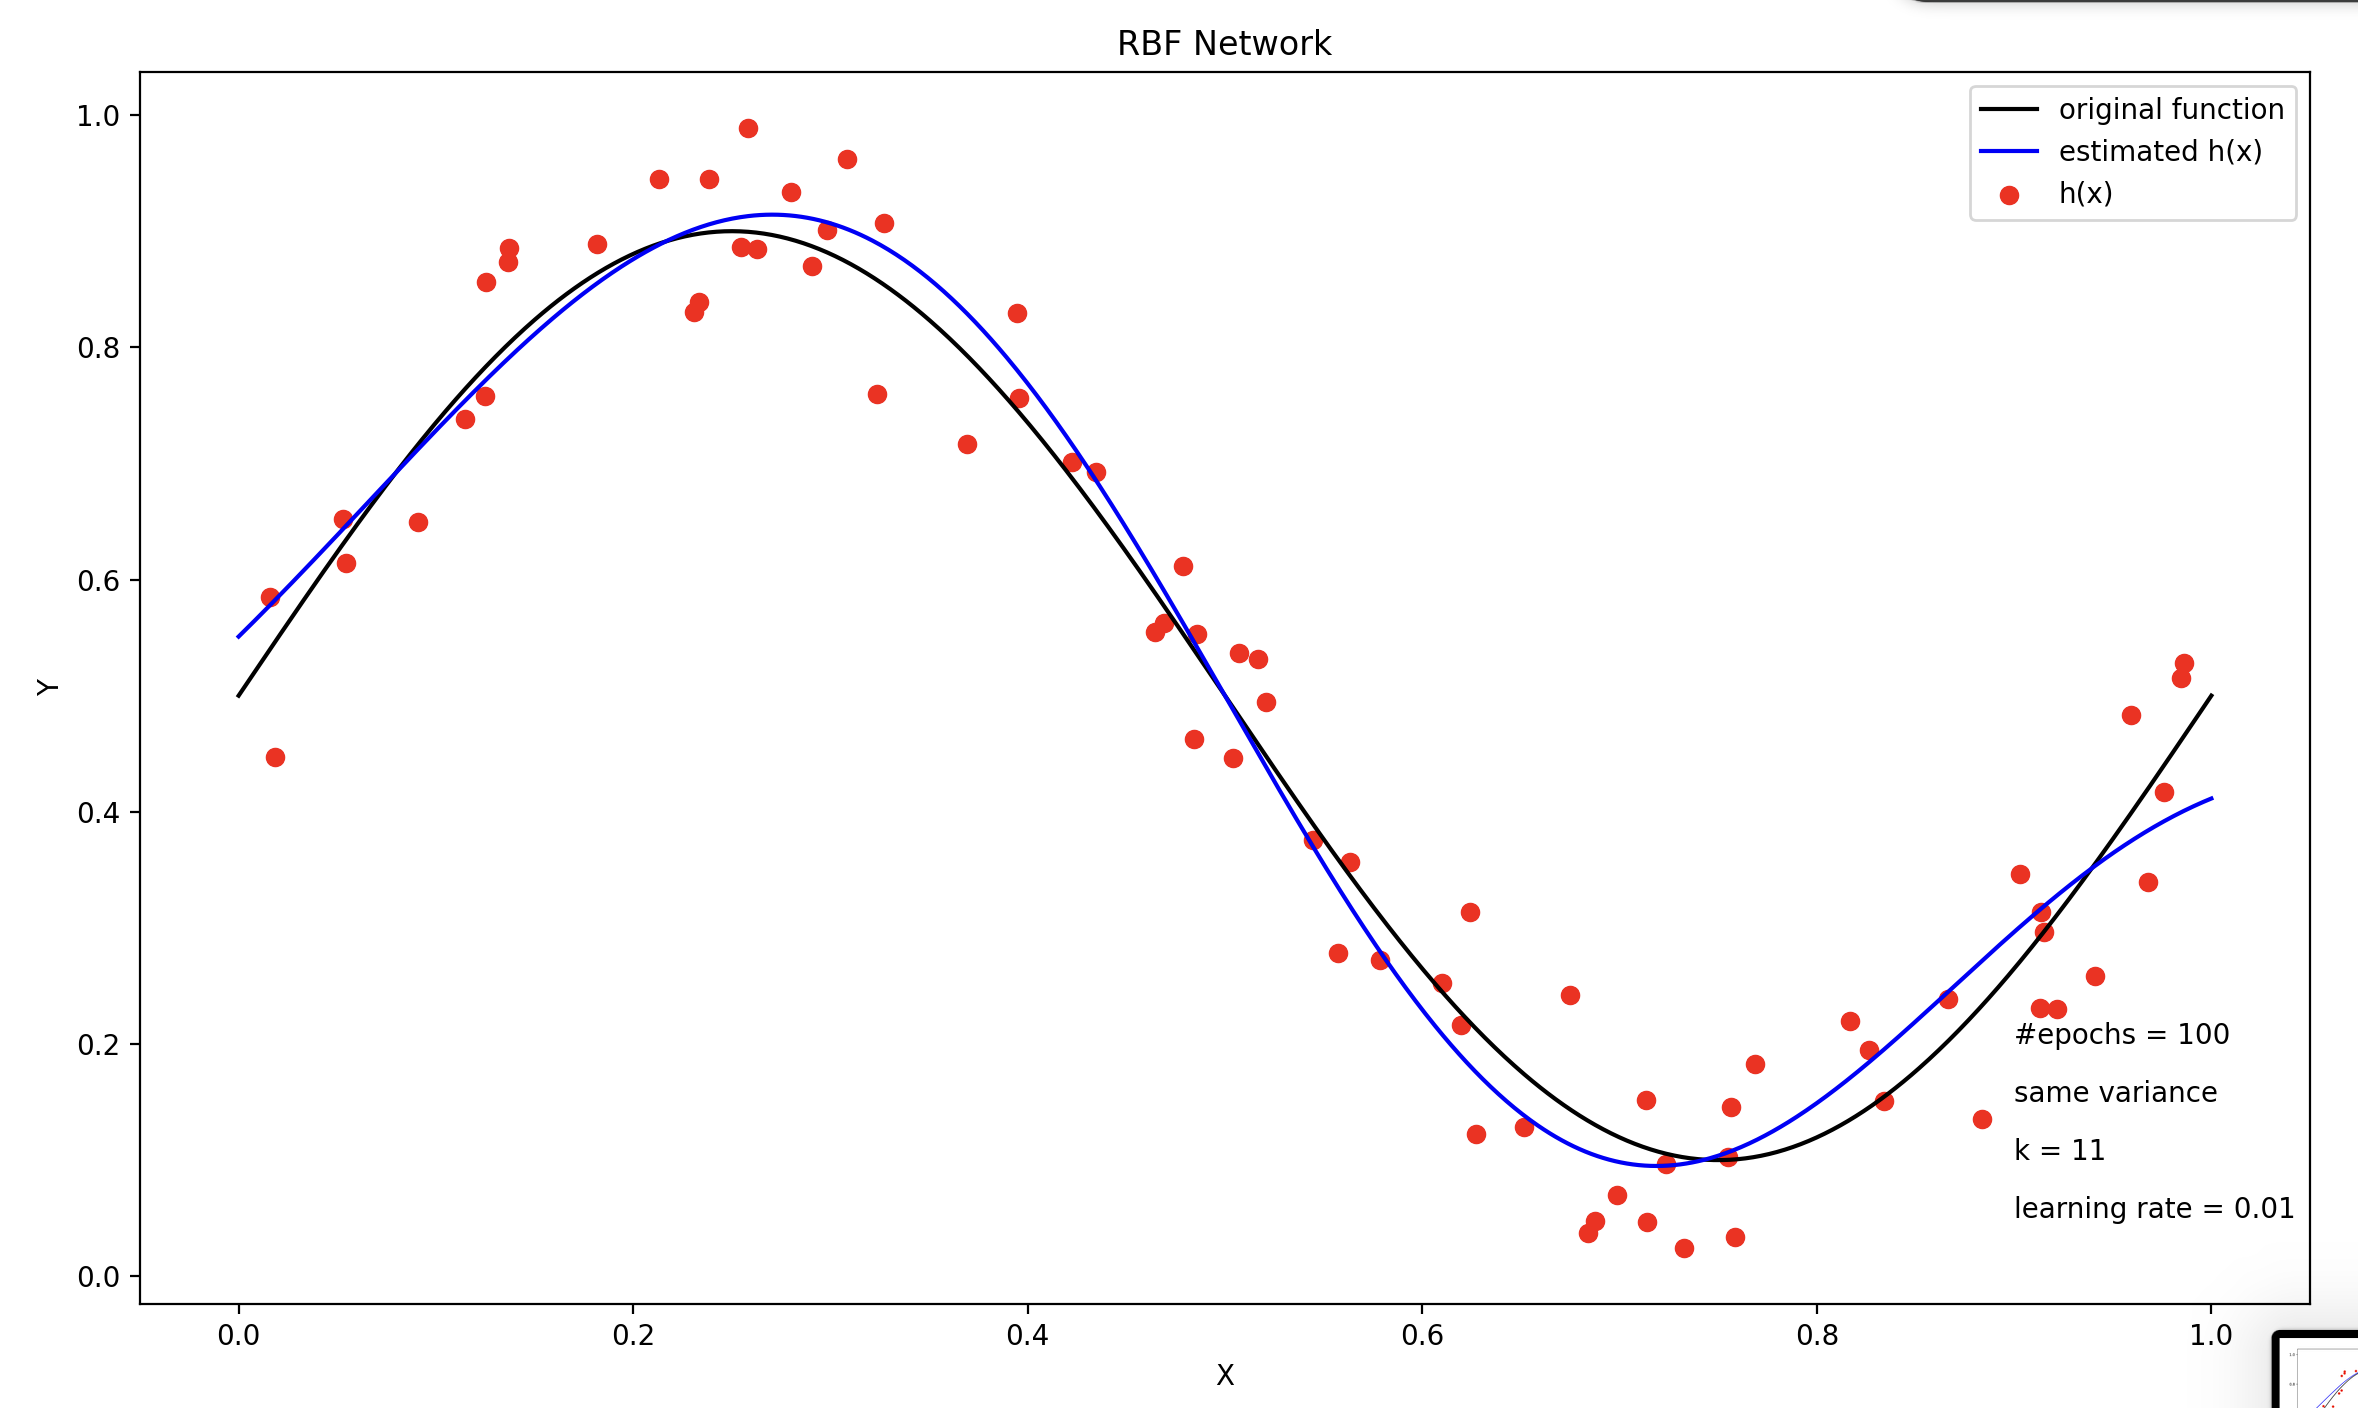 RBF Network
original function
estimated h(x)
h(x)
1.0
0.8
0.6
0.4
0.2
0.0
Y
#epochs = 100
same variance
k = 11
learning rate = 0.01
0.0 0.2 0.4 0.6 0.8 1.0
X